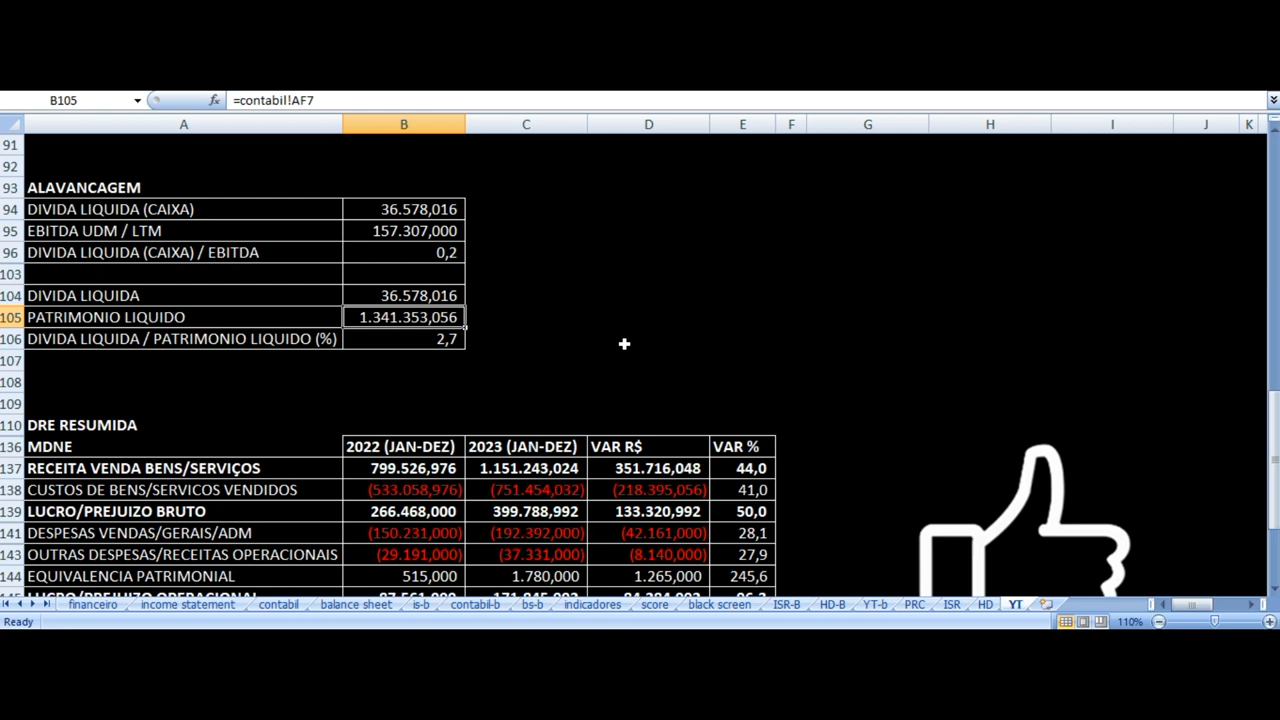 B105 fx =contabil!AF7
A B C D E F G H I J K
91
92
93 ALAVANCAGEM
94 DIVIDA LIQUIDA (CAIXA) 36.578,016
95 EBITDA UDM / LTM 157.307,000
96 DIVIDA LIQUIDA (CAIXA) / EBITDA 0,2
103
104 DIVIDA LIQUIDA 36.578,016
105 PATRIMONIO LIQUIDO 1.341.353,056
106 DIVIDA LIQUIDA / PATRIMONIO LIQUIDO (%) 2,7
107
108
109
110 DRE RESUMIDA
136 MDNE 2022 (JAN-DEZ) 2023 (JAN-DEZ) VAR R$ VAR %
137 RECEITA VENDA BENS/SERVIÇOS 799.526,976 1.151.243,024 351.716,048 44,0
138 CUSTOS DE BENS/SERVICOS VENDIDOS (533.058,976) (751.454,032) (218.395,056) 41,0
139 LUCRO/PREJUIZO BRUTO 266.468,000 399.788,992 133.320,992 50,0
141 DESPESAS VENDAS/GERAIS/ADM (150.231,000) (192.392,000) (42.161,000) 28,1
143 OUTRAS DESPESAS/RECEITAS OPERACIONAIS (29.191,000) (37.331,000) (8.140,000) 27,9
144 EQUIVALENCIA PATRIMONIAL 515,000 1.780,000 1.265,000 245,6
LUCRO/PREJUIZO OPERACIONAL
financeiro income statement contabil balance sheet is-b contabil-b bs-b indicadores score black screen ISR-B HD-B YT-b PRC ISR HD YT
Ready 110%